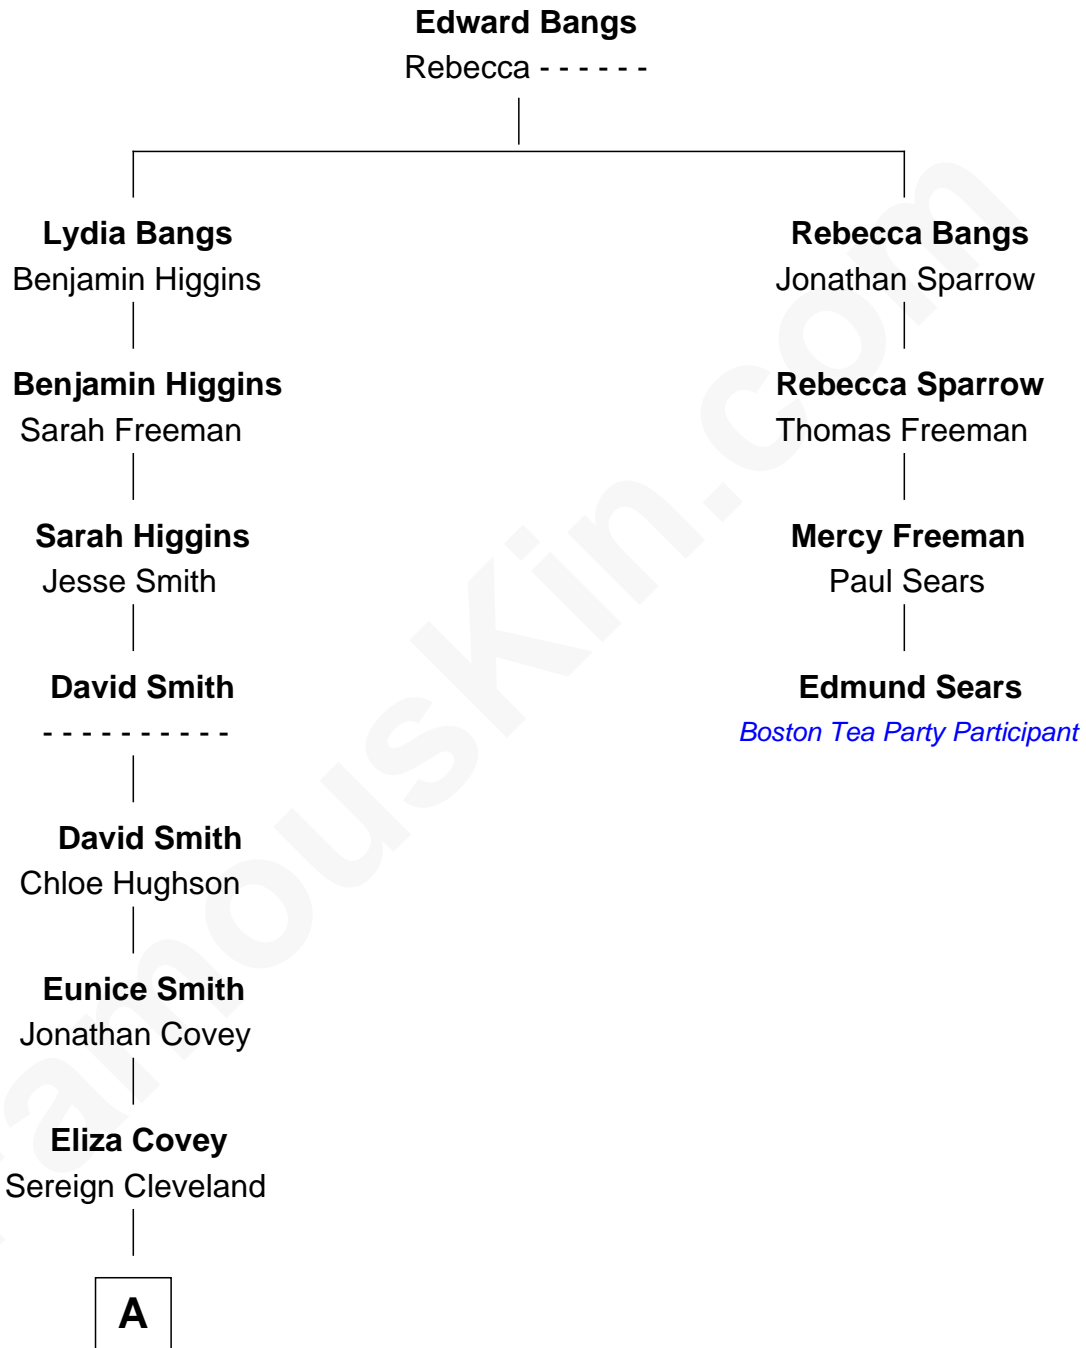 Edward Bangs
Rebecca - - - - - -
Lydia Bangs
Benjamin Higgins
Rebecca Bangs
Jonathan Sparrow
Benjamin Higgins
Sarah Freeman
Rebecca Sparrow
Thomas Freeman
Sarah Higgins
Jesse Smith
Mercy Freeman
Paul Sears
David Smith
- - - - - - - - - -
Edmund Sears
Boston Tea Party Participant
David Smith
Chloe Hughson
Eunice Smith
Jonathan Covey
Eliza Covey
Sereign Cleveland
A
FamousKin.com